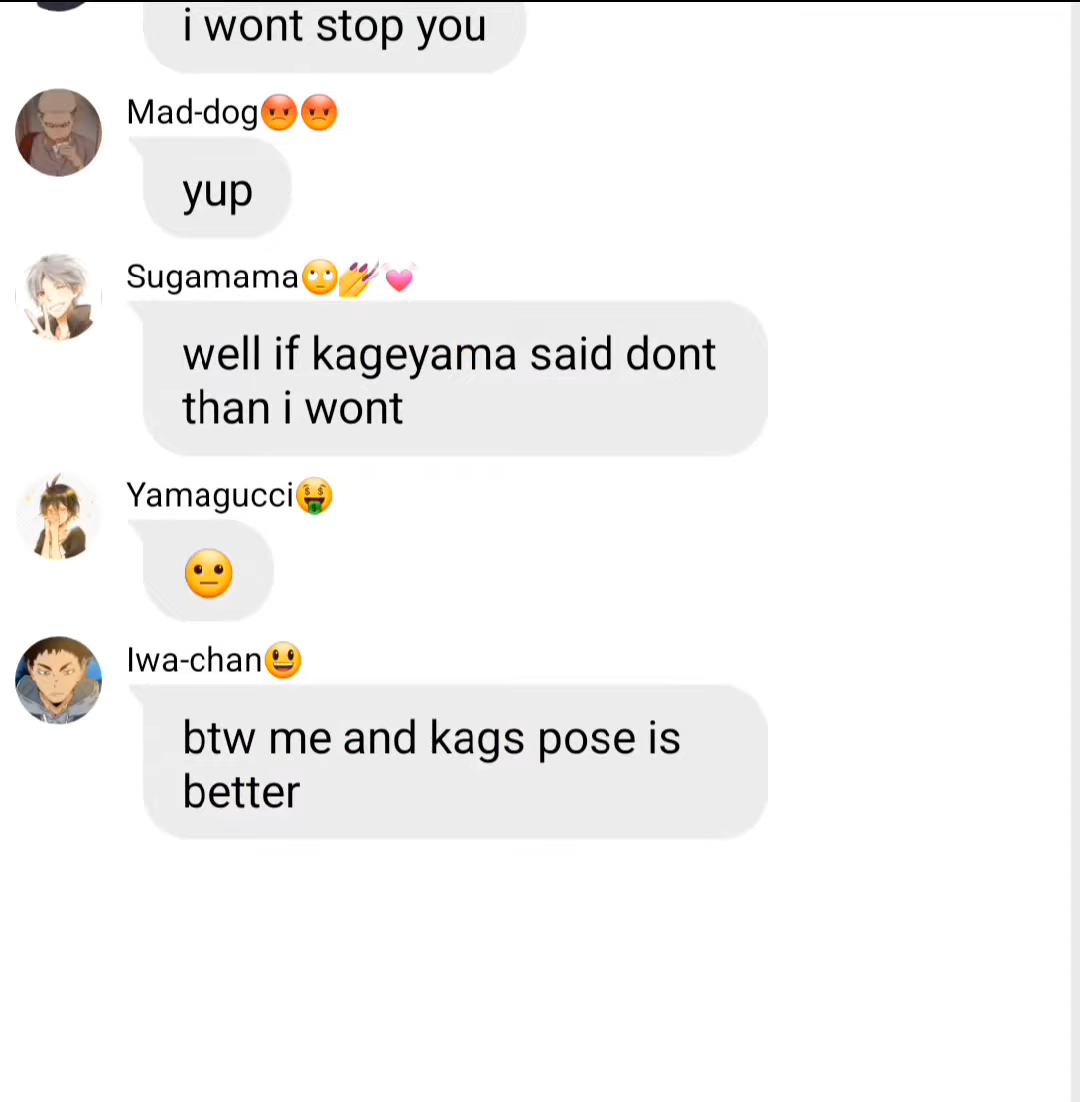 i wont stop you
Mad-dog😡😡
yup
Sugamama🙄💅💓
well if kageyama said dont
than i wont
Yamagucci🤑
😐
Iwa-chan😃
btw me and kags pose is
better